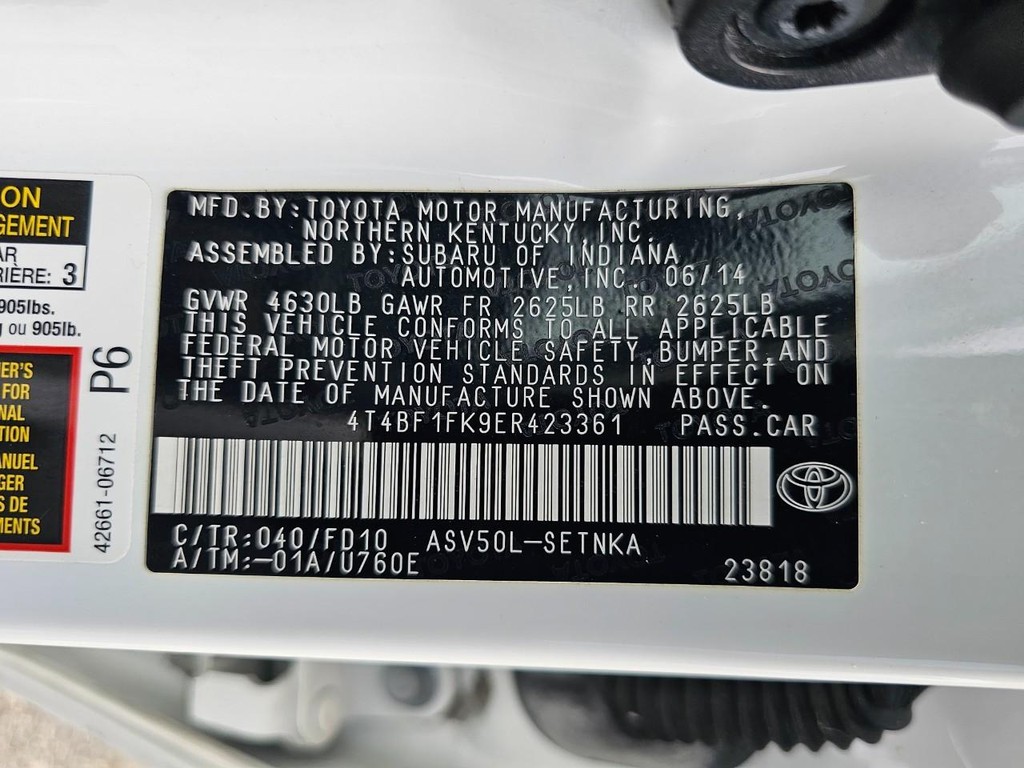 ON
GEMENT
AR
RIÈRE: 3
905lbs.
g ou 905lb.
ER'S
FOR
NAL
TION
ANUEL
GER
S DE
MENTS
P6
42661-06712
MFD.BY:TOYOTA MOTOR MANUFACTURING,
NORTHERN KENTUCKY,INC.
ASSEMBLED BY:SUBARU OF INDIANA
AUTOMOTIVE,INC. 06/14
GVWR 4630LB GAWR FR 2625LB RR 2625LB
THIS VEHICLE CONFORMS TO ALL APPLICABLE
FEDERAL MOTOR VEHICLE SAFETY,BUMPER,AND
THEFT PREVENTION STANDARDS IN EFFECT ON
THE DATE OF MANUFACTURE SHOWN ABOVE.
4T4BF1FK9ER423361 PASS.CAR
C/TR:040/FD10 ASV50L-SETNKA
A/TM:-01A/U760E 23818